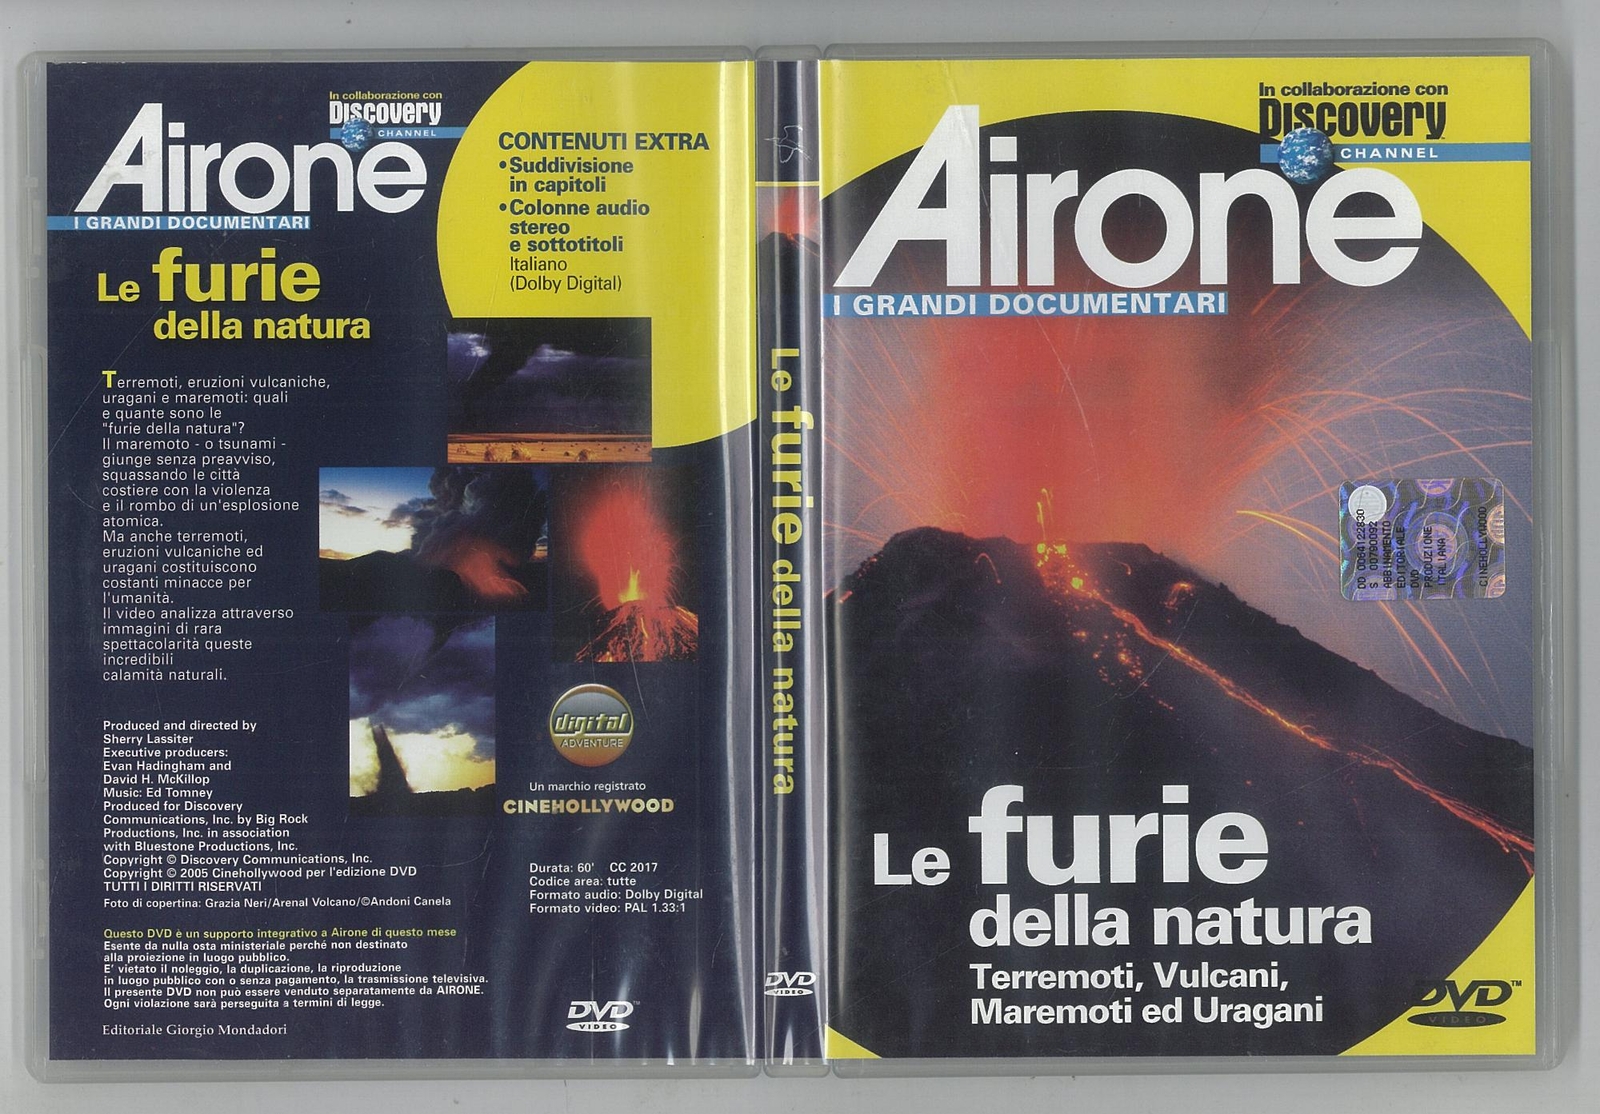 In collaborazione con
Discovery
CHANNEL
Airone
I GRANDI DOCUMENTARI
Le furie
della natura
CONTENUTI EXTRA
•Suddivisione
in capitoli
•Colonne audio
stereo
e sottotitoli
Italiano
(Dolby Digital)
Terremoti, eruzioni vulcaniche,
uragani e maremoti: quali
e quante sono le
"furie della natura"?
Il maremoto - o tsunami -
giunge senza preavviso,
squassando le città
costiere con la violenza
e il rombo di un'esplosione
atomica.
Ma anche terremoti,
eruzioni vulcaniche ed
uragani costituiscono
costanti minacce per
l'umanità.
Il video analizza attraverso
immagini di rara
spettacolarità queste
incredibili
calamità naturali.
Produced and directed by
Sherry Lassiter
Executive producers:
Evan Hadingham and
David H. McKillop
Music: Ed Tomney
Produced for Discovery
Communications, Inc. by Big Rock
Productions, Inc. in association
with Bluestone Productions, Inc.
Copyright © Discovery Communications, Inc.
Copyright © 2005 Cinehollywood per l'edizione DVD
TUTTI I DIRITTI RISERVATI
Foto di copertina: Grazia Neri/Arenal Volcano/©Andoni Canela
Questo DVD è un supporto integrativo a Airone di questo mese
Esente da nulla osta ministeriale perché non destinato
alla proiezione in luogo pubblico.
E' vietato il noleggio, la duplicazione, la riproduzione
in luogo pubblico con o senza pagamento, la trasmissione televisiva.
Il presente DVD non può essere venduto separatamente da AIRONE.
Ogni violazione sarà perseguita a termini di legge.
Editoriale Giorgio Mondadori
digital
ADVENTURE
Un marchio registrato
CINEHOLLYWOOD
Durata: 60' CC 2017
Codice area: tutte
Formato audio: Dolby Digital
Formato video: PAL 1.33:1
DVD™
VIDEO
Le furie della natura
DVD
VIDEO
In collaborazione con
Discovery
CHANNEL
Airone
I GRANDI DOCUMENTARI
ABBINAMENTO
EDITORIALE
DVD
PRODUZIONE
ITALIANA
Le furie
della natura
Terremoti, Vulcani,
Maremoti ed Uragani
DVD™
VIDEO